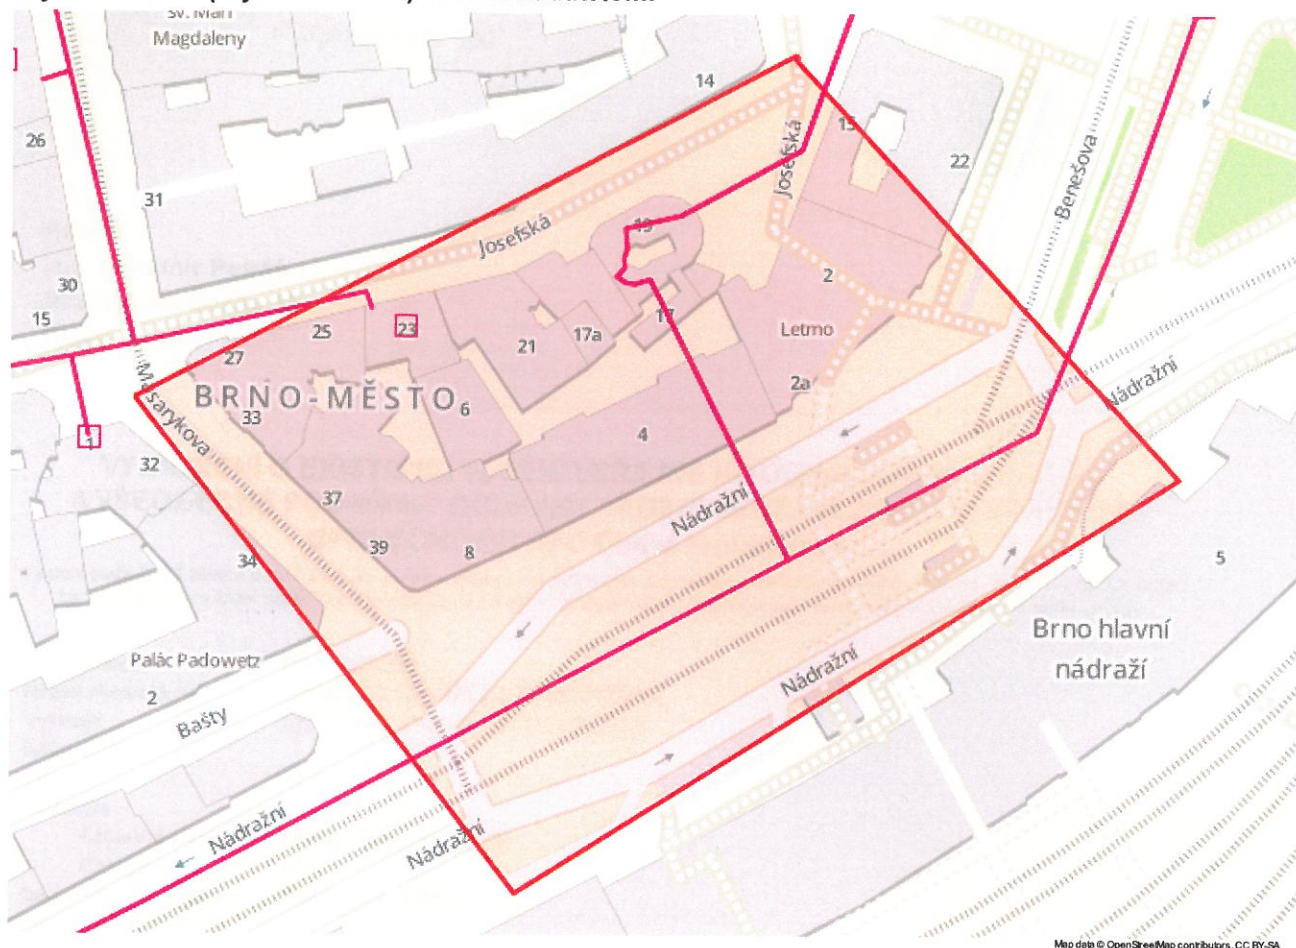 sv. Maří
Magdaleny
14
26
31
15
22
Josefská
Benešova
Josefská
19
30
15
2
25
23
17
17a
21
Letmo
27
2a
BRNO-MĚSTO
6
33
4
Nádražní
1
Masarykova
32
37
Nádražní
39
8
34
5
Brno hlavní
nádraží
Palác Padowetz
Nádražní
2
Bašty
Nádražní
Nádražní
Map data © OpenStreetMap contributors, CC BY-SA